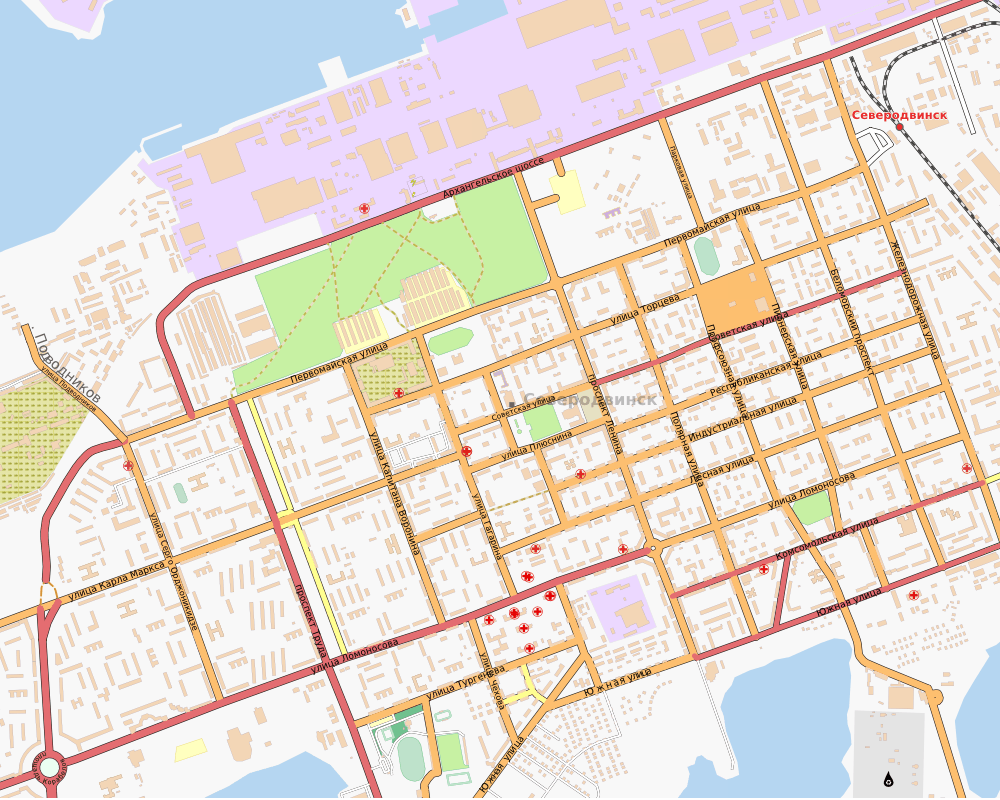 Северодвинск
Архангельское шоссе
Парковая улица
Первомайская улица
Железнодорожная улица
Беломорский проспект
улица Торцева
Советская улица
Пионерская улица
Профсоюзная улица
Подводников
улица Подводников
Первомайская улица
Республиканская улица
Северодвинск
проспект Ленина
Советская улица
Индустриальная улица
Полярная улица
улица Плюснина
улица Капитана Воронина
Лесная улица
улица Ломоносова
улица Гагарина
улица Серго Орджоникидзе
Комсомольская улица
улица Карла Маркса
проспект Труда
Южная улица
улица Ломоносова
улица Чехова
улица Тургенева
Южная улица
Южная улица